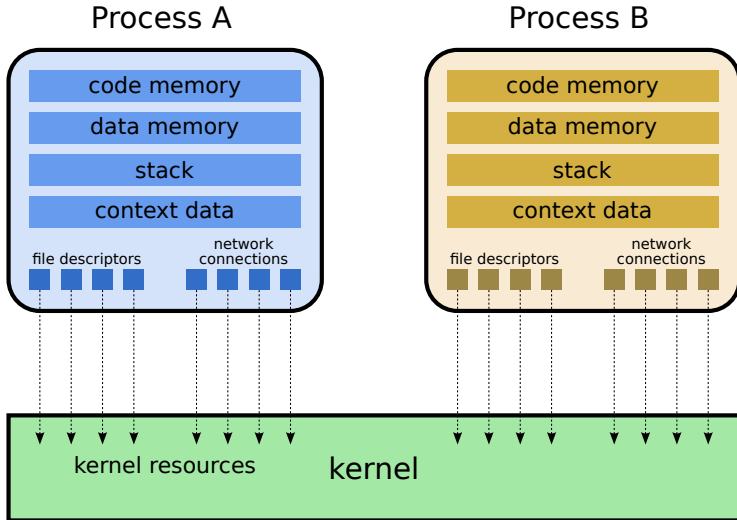 Process A
code memory
data memory
stack
context data
file descriptors
network
connections
Process B
code memory
data memory
stack
context data
file descriptors
network
connections
kernel resources
kernel